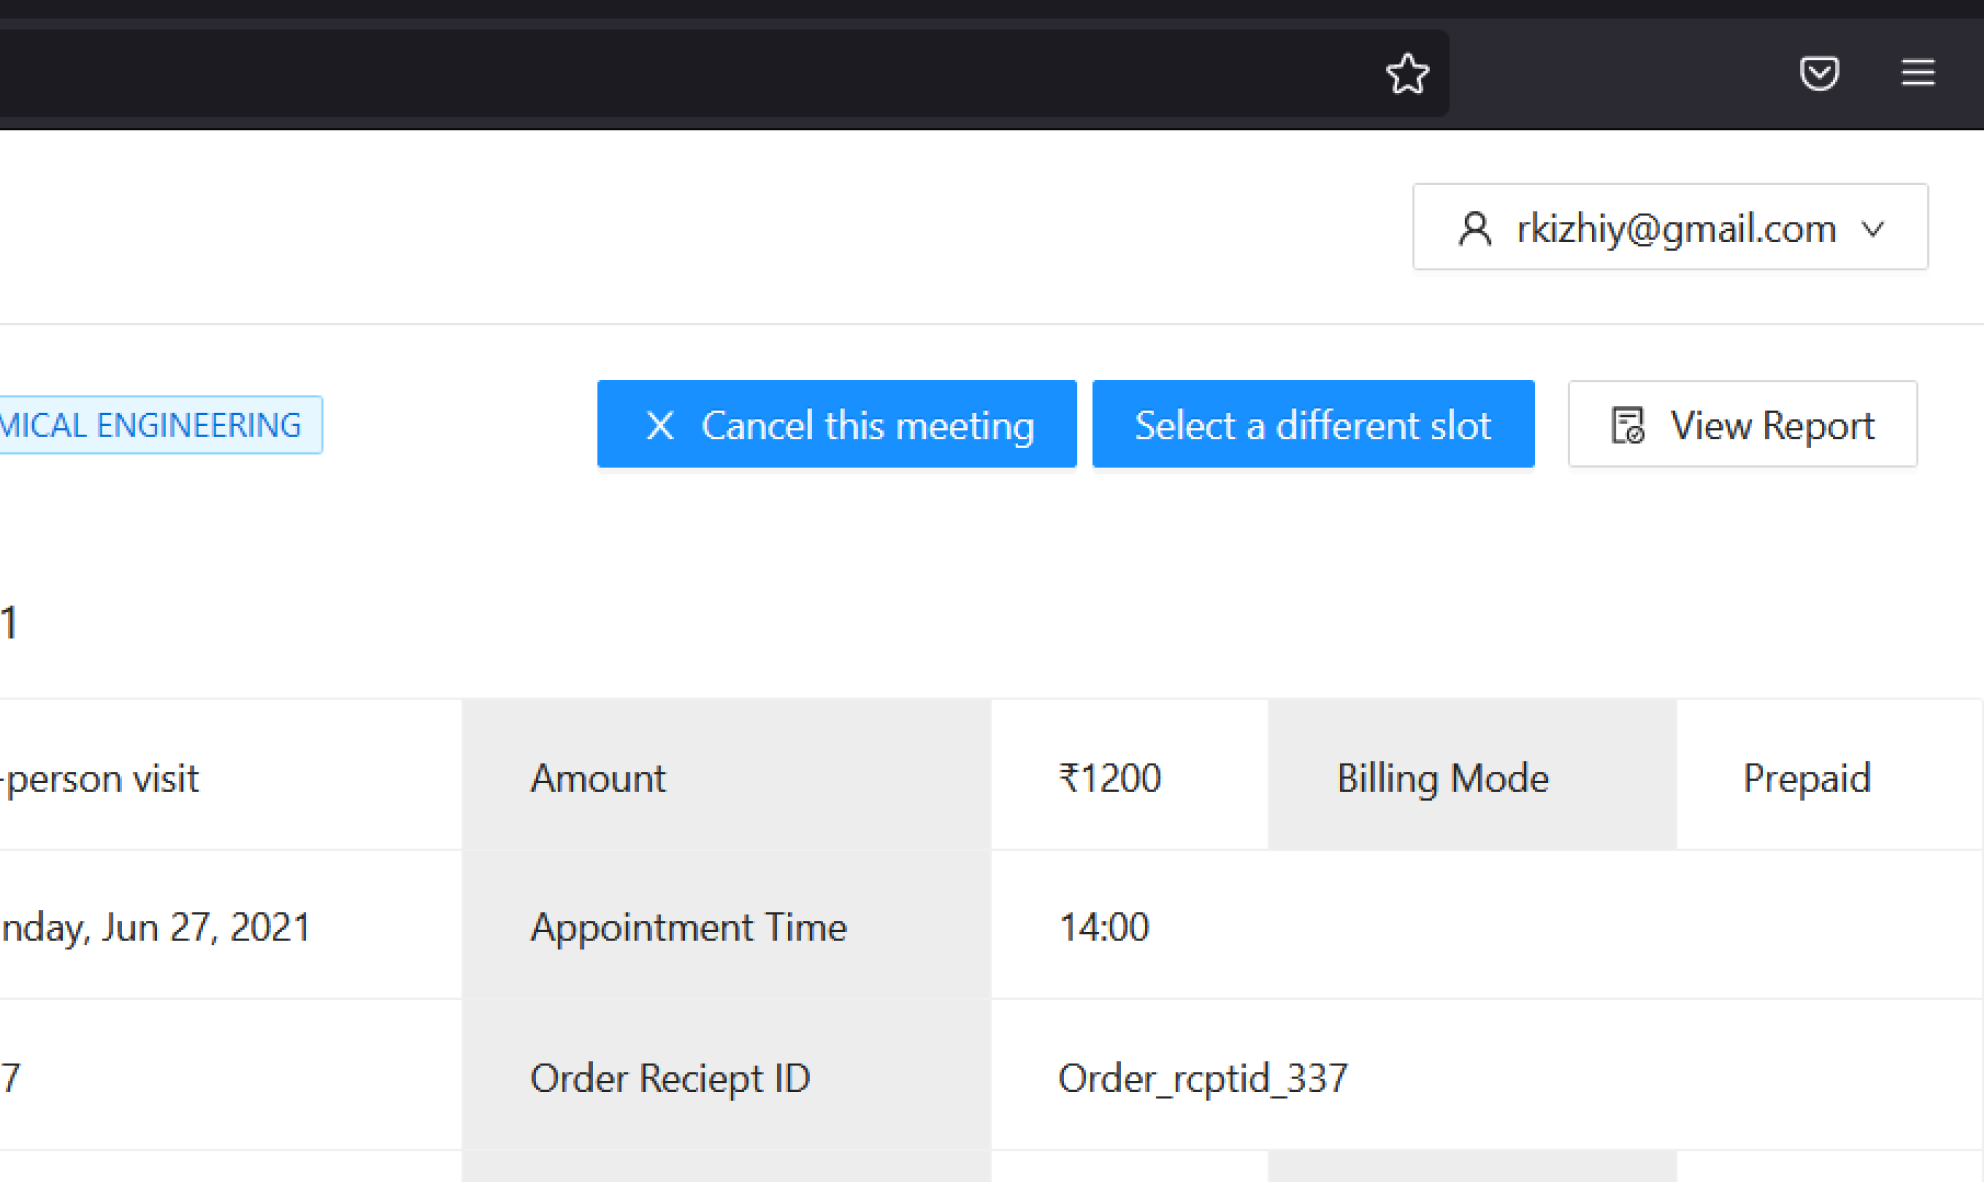 rkizhiy@gmail.com
MICAL ENGINEERING
Cancel this meeting
Select a different slot
View Report
1
-person visit
Amount
₹1200
Billing Mode
Prepaid
nday, Jun 27, 2021
Appointment Time
14:00
7
Order Reciept ID
Order_rcptid_337